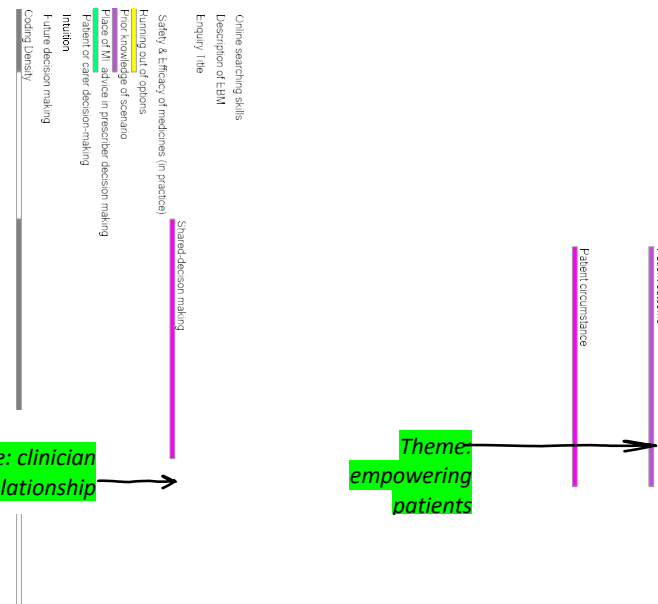 Patient circumstance
Online searching skills
Description of EBM
Enquiry Title
Shared-decison making
Safety & Efficacy of medicines (in practice)
Running out of options
Prior knowledge of scenario
Place of MI advice in prescriber decision making
Patient or carer decision-making
Intuition
Future decision making
Coding Density
clinician
Theme:
empowering
patients